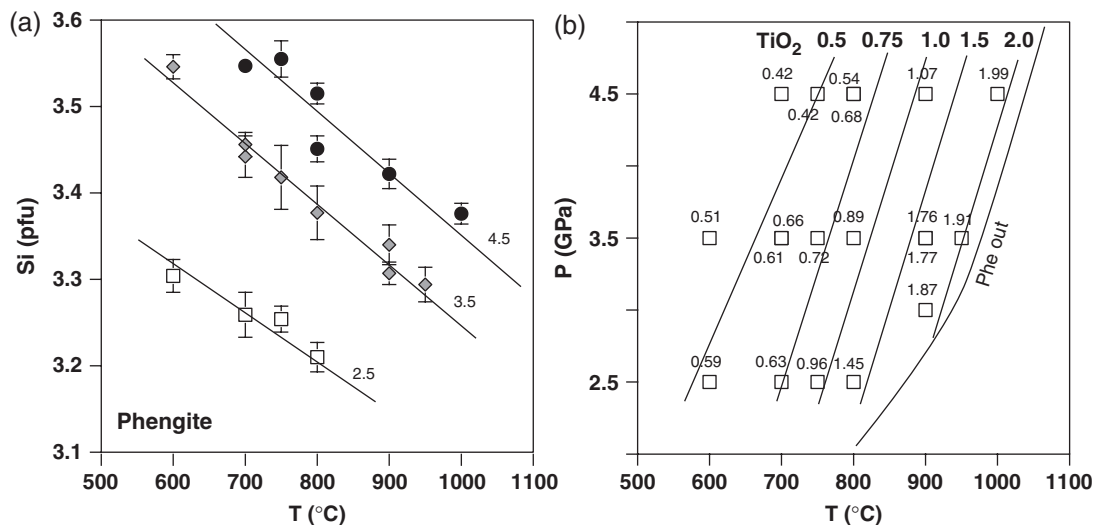 (a)
3.6
3.5
3.4
3.3
3.2
3.1
Si (pfu)
4.5
3.5
2.5
Phengite
500 600 700 800 900 1000 1100
T (°C)
(b)
TiO2 0.5 0.75 1.0 1.5 2.0
0.42 0.54 1.07 1.99
4.5
0.42 0.68
0.51 0.66 0.89 1.76 1.91
3.5
0.61 0.72 1.77
Phe out
1.87
0.59 0.63 0.96 1.45
2.5
P (GPa)
500 600 700 800 900 1000 1100
T (°C)